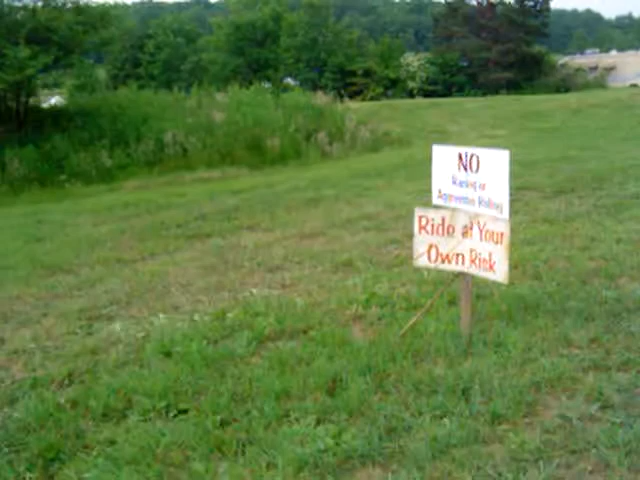 NO
Racing or
Aggressive Riding
Ride at Your
Own Risk